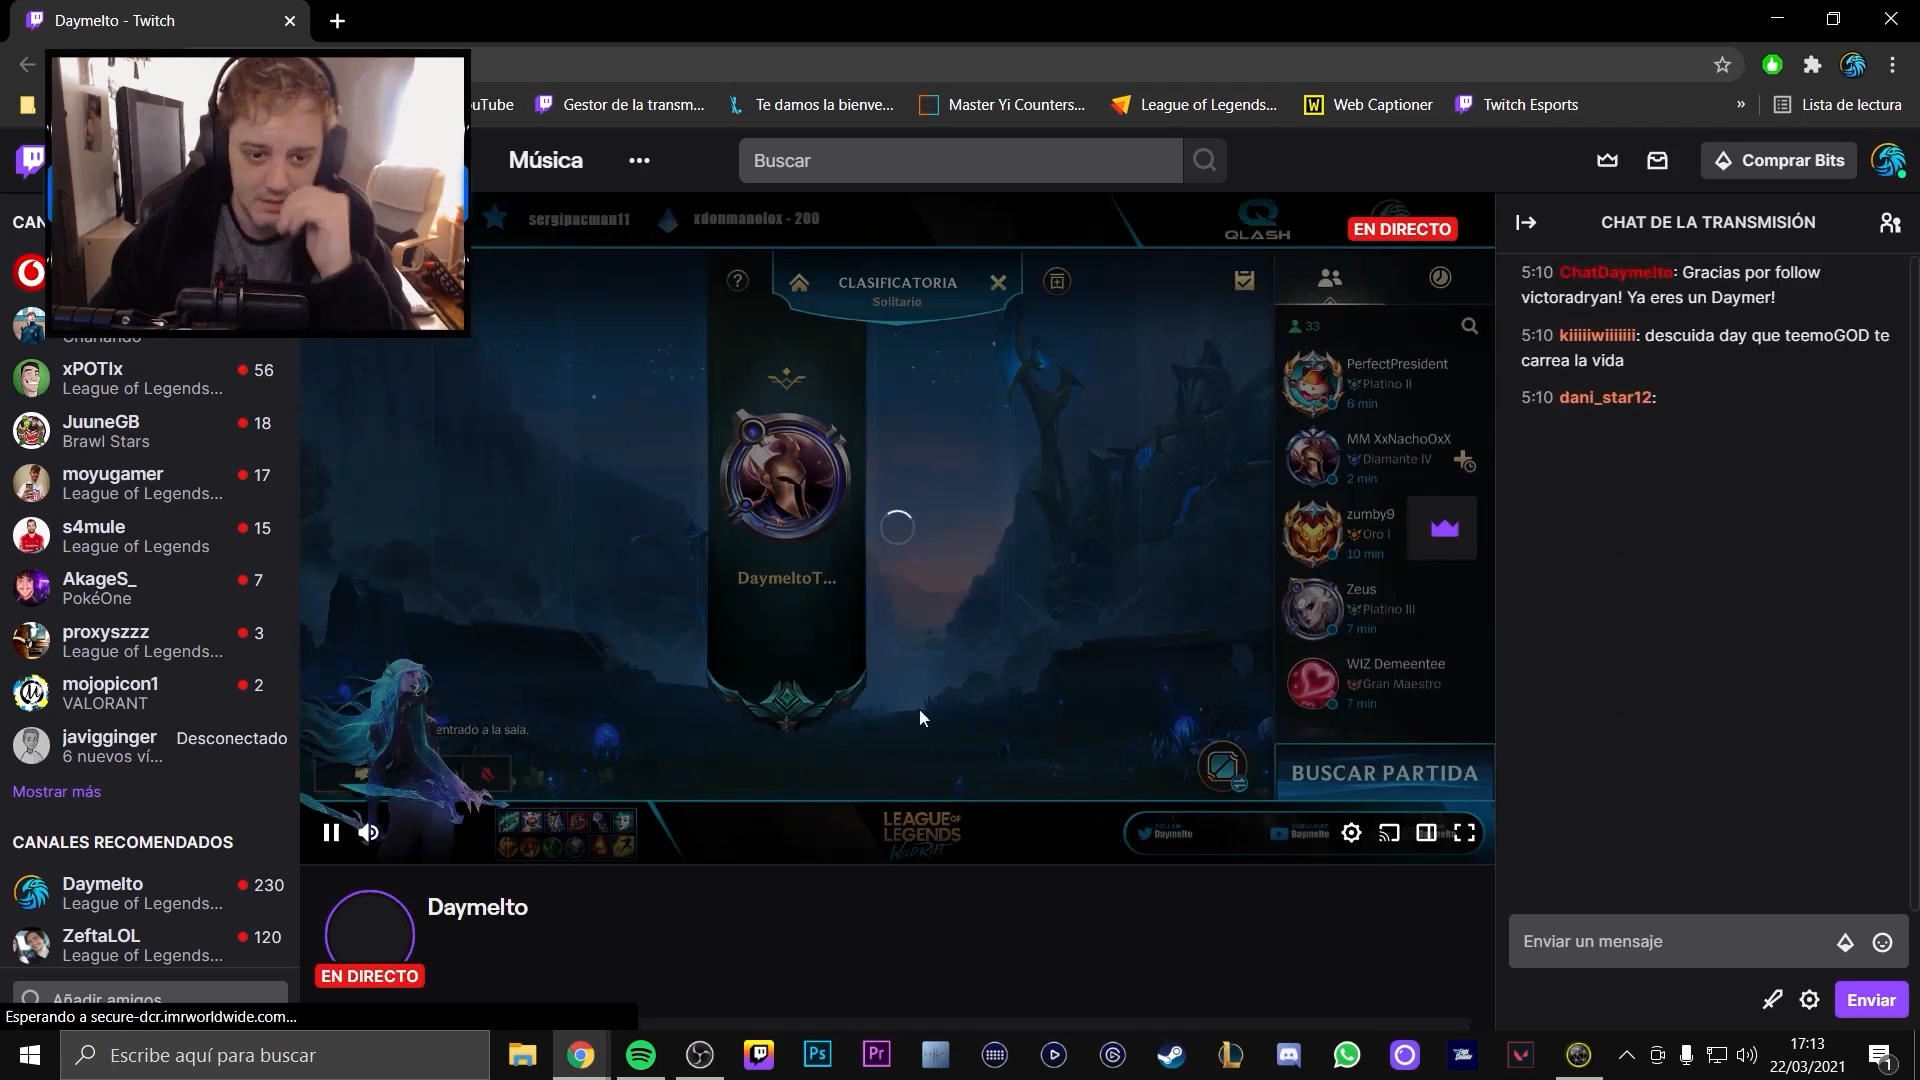 Daymelto - Twitch
uTube
Gestor de la transm...
Te damos la bienve...
Master Yi Counters...
League of Legends...
Web Captioner
Twitch Esports
»
Lista de lectura
Música
Buscar
Comprar Bits
CAN
xPOTIx
56
League of Legends...
JuuneGB
18
Brawl Stars
moyugamer
17
League of Legends...
s4mule
15
League of Legends
AkageS_
7
PokéOne
proxyszzz
3
League of Legends...
mojopicon1
2
VALORANT
javigginger
Desconectado
6 nuevos ví...
Mostrar más
CANALES RECOMENDADOS
Daymelto
230
League of Legends...
ZeftaLOL
120
League of Legends...
Añadir amigos
Esperando a secure-dcr.imrworldwide.com...
sergipacman11
xdonmanolox - 200
QLASH
EN DIRECTO
CLASIFICATORIA
Solitario
33
PerfectPresident
Platino II
6 min
MM XxNachoOxX
Diamante IV
2 min
zumby9
Oro I
10 min
Zeus
Platino III
7 min
WIZ Demeentee
Gran Maestro
7 min
DaymeltoT...
entrado a la sala.
BUSCAR PARTIDA
LEAGUE OF
LEGENDS
WILD RIFT
Daymelto
Daymelto
Daymelto
EN DIRECTO
CHAT DE LA TRANSMISIÓN
5:10 ChatDaymelto: Gracias por follow
victoradryan! Ya eres un Daymer!
5:10 kiiiiiwiiiiiii: descuida day que teemoGOD te
carrea la vida
5:10 dani_star12:
Enviar un mensaje
Enviar
Escribe aquí para buscar
Ps
Pr
17:13
22/03/2021
1